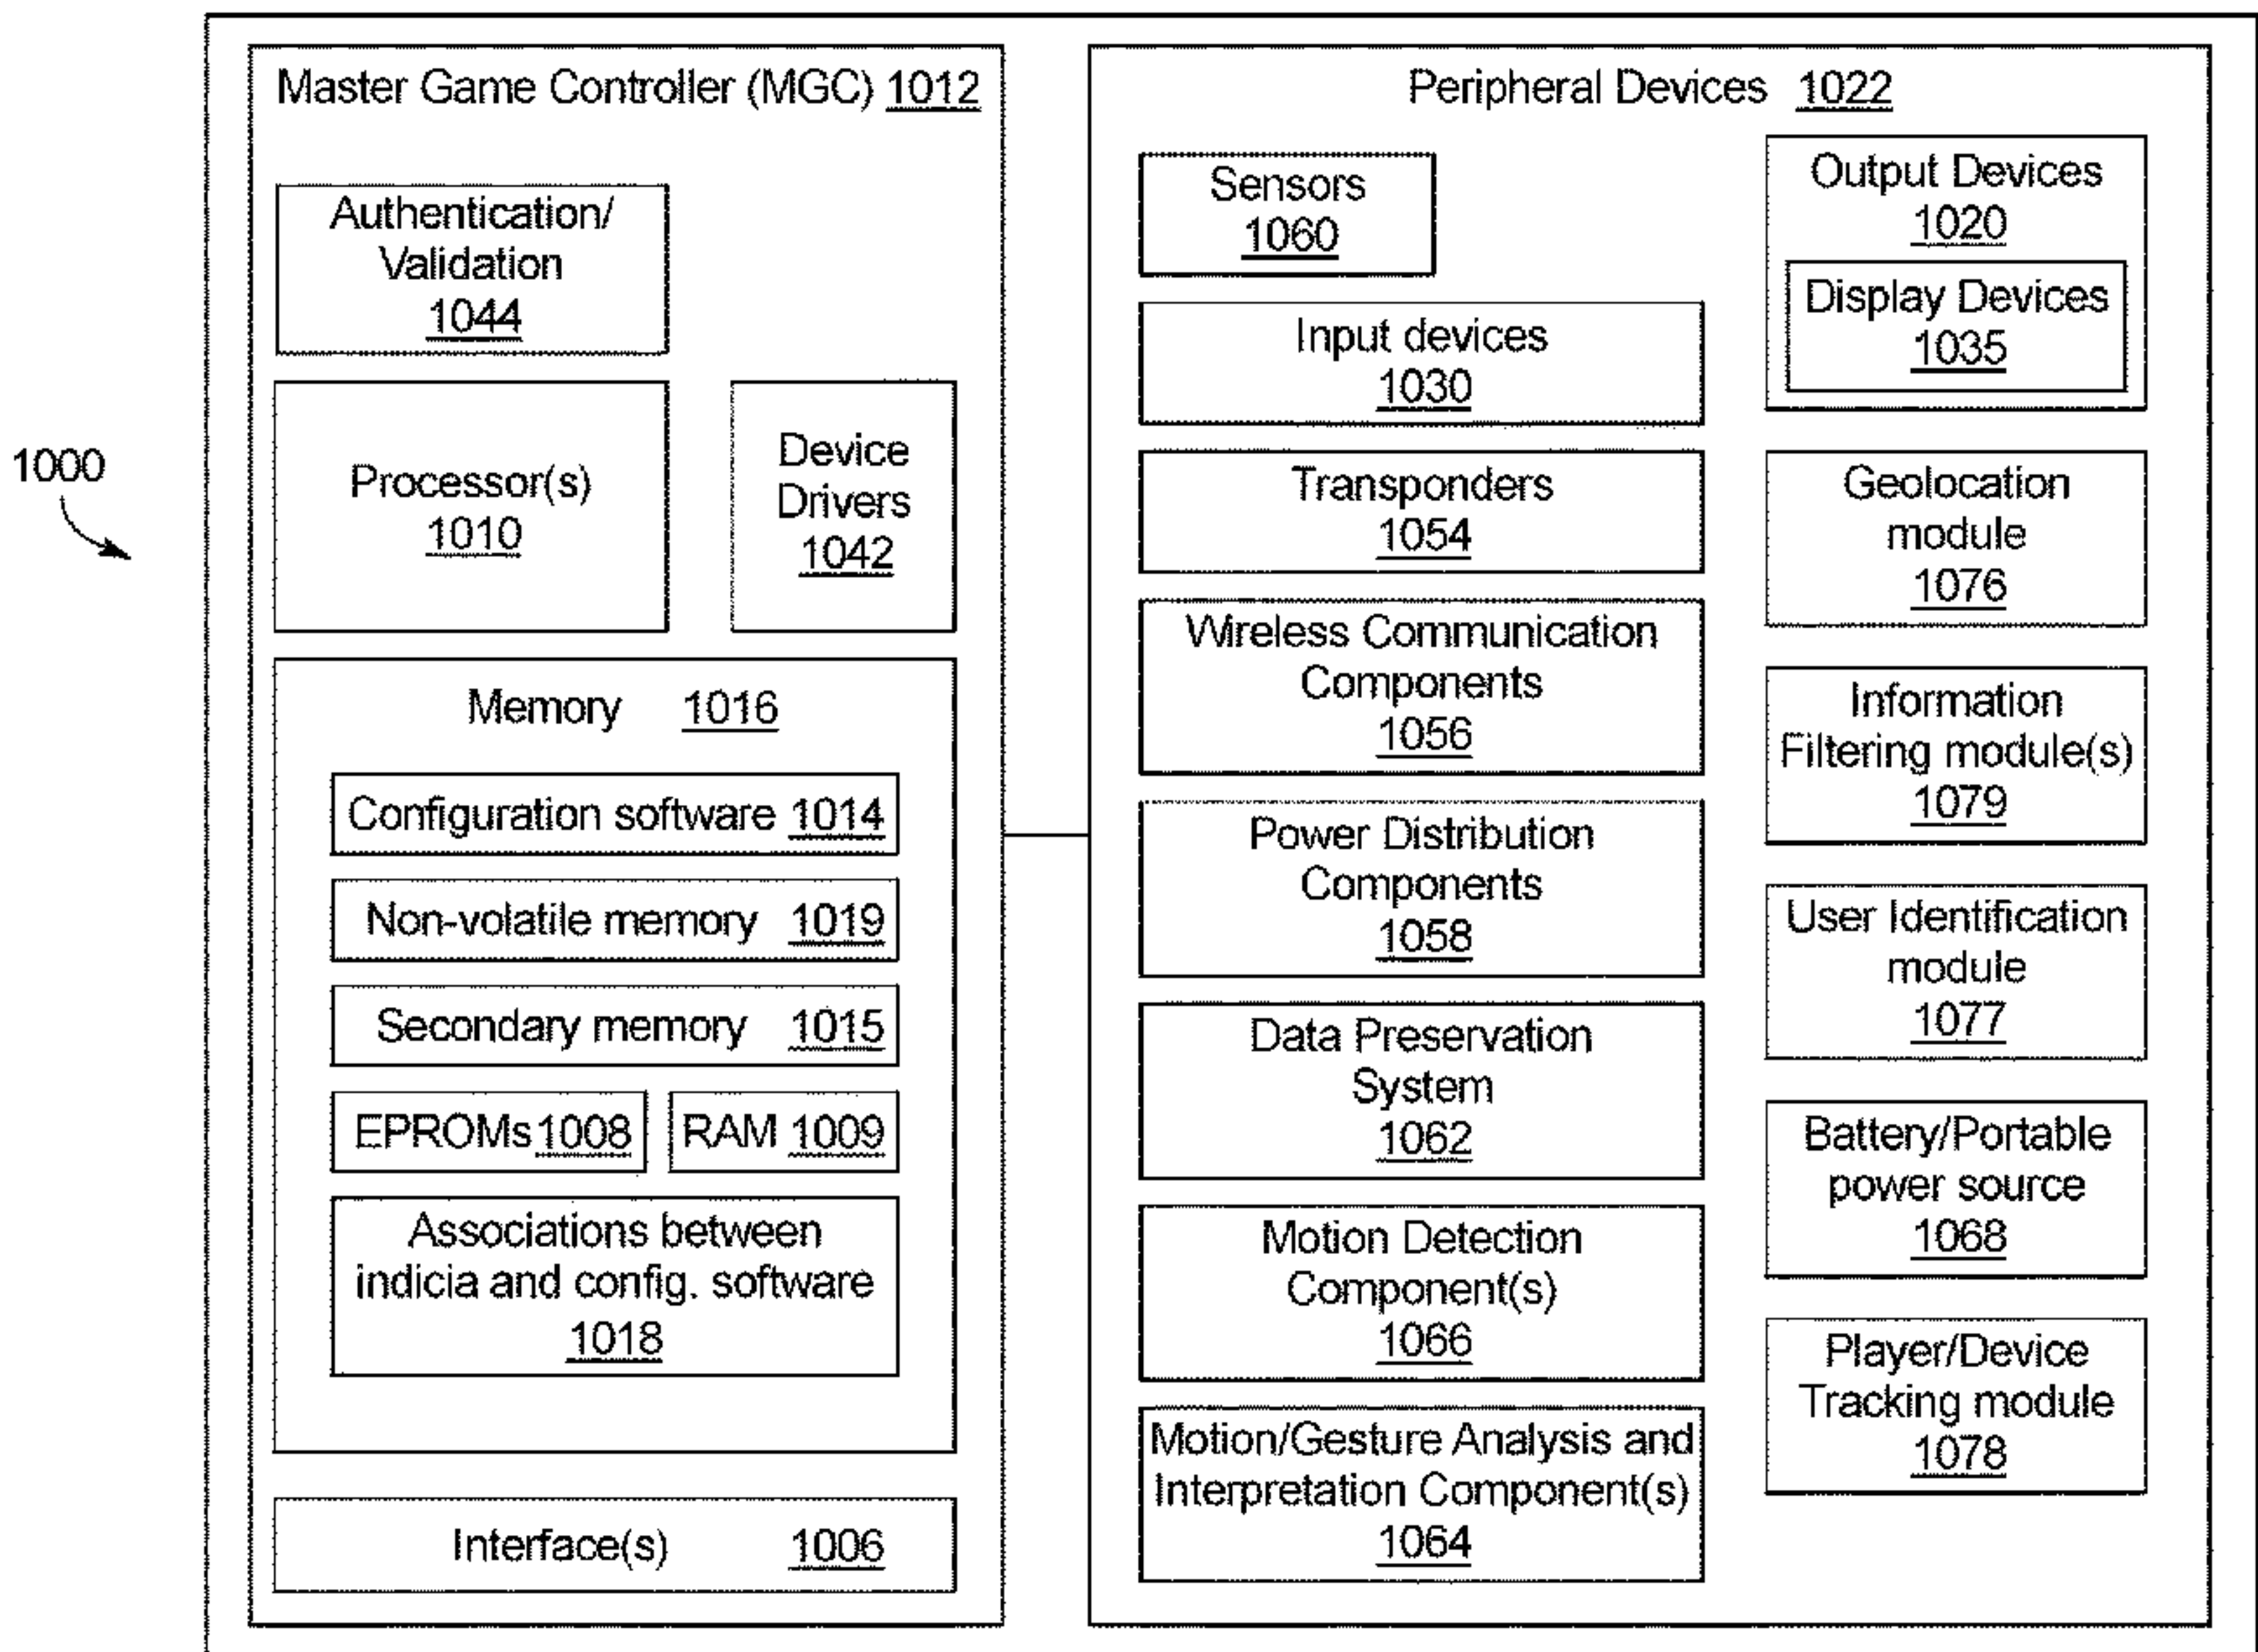 1000
Master Game Controller (MGC) 1012
Authentication/
Validation
1044
Processor(s)
1010
Device
Drivers
1042
Memory 1016
Configuration software 1014
Non-volatile memory 1019
Secondary memory 1015
EPROMs 1008
RAM 1009
Associations between
indicia and config. software
1018
Interface(s) 1006
Peripheral Devices 1022
Sensors
1060
Input devices
1030
Transponders
1054
Wireless Communication
Components
1056
Power Distribution
Components
1058
Data Preservation
System
1062
Motion Detection
Component(s)
1066
Motion/Gesture Analysis and
Interpretation Component(s)
1064
Output Devices
1020
Display Devices
1035
Geolocation
module
1076
Information
Filtering module(s)
1079
User Identification
module
1077
Battery/Portable
power source
1068
Player/Device
Tracking module
1078